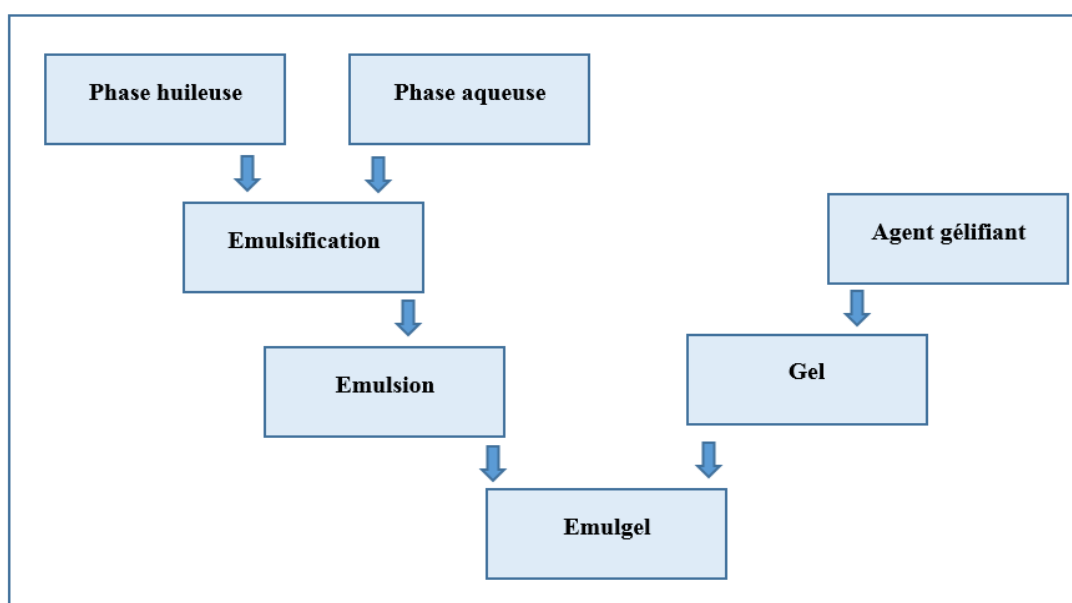 Phase huileuse
Phase aqueuse
Emulsification
Agent gélifiant
Emulsion
Gel
Emulgel